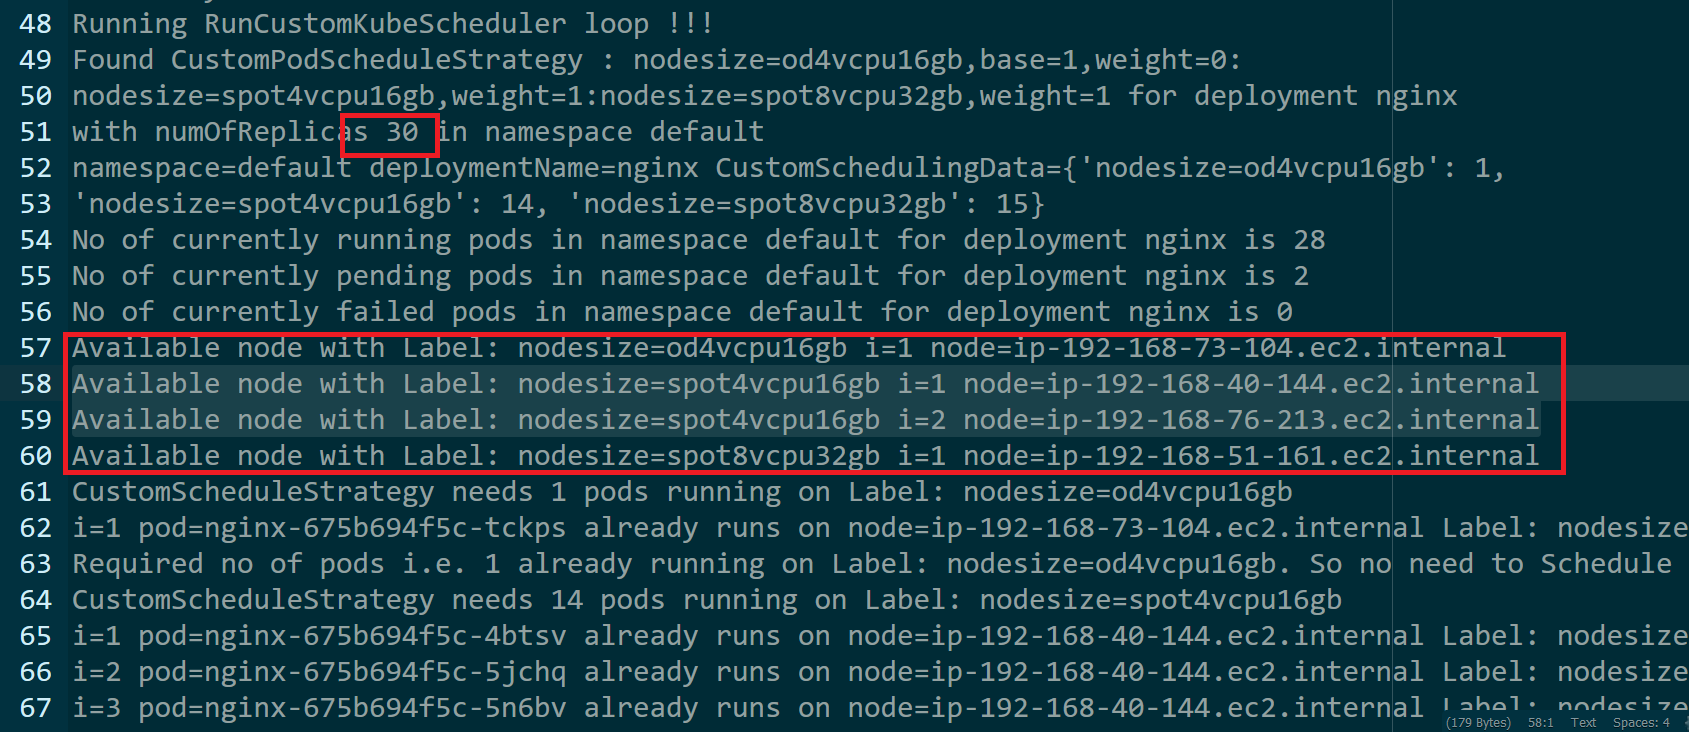 48 Running RunCustomKubeScheduler loop !!!
49 Found CustomPodScheduleStrategy : nodesize=od4vcpu16gb,base=1,weight=0:
50 nodesize=spot4vcpu16gb,weight=1:nodesize=spot8vcpu32gb,weight=1 for deployment nginx
51 with numOfReplicas 30 in namespace default
52 namespace=default deploymentName=nginx CustomSchedulingData={'nodesize=od4vcpu16gb': 1,
53 'nodesize=spot4vcpu16gb': 14, 'nodesize=spot8vcpu32gb': 15}
54 No of currently running pods in namespace default for deployment nginx is 28
55 No of currently pending pods in namespace default for deployment nginx is 2
56 No of currently failed pods in namespace default for deployment nginx is 0
57 Available node with Label: nodesize=od4vcpu16gb i=1 node=ip-192-168-73-104.ec2.internal
58 Available node with Label: nodesize=spot4vcpu16gb i=1 node=ip-192-168-40-144.ec2.internal
59 Available node with Label: nodesize=spot4vcpu16gb i=2 node=ip-192-168-76-213.ec2.internal
60 Available node with Label: nodesize=spot8vcpu32gb i=1 node=ip-192-168-51-161.ec2.internal
61 CustomScheduleStrategy needs 1 pods running on Label: nodesize=od4vcpu16gb
62 i=1 pod=nginx-675b694f5c-tckps already runs on node=ip-192-168-73-104.ec2.internal Label: nodesize
63 Required no of pods i.e. 1 already running on Label: nodesize=od4vcpu16gb. So no need to Schedule
64 CustomScheduleStrategy needs 14 pods running on Label: nodesize=spot4vcpu16gb
65 i=1 pod=nginx-675b694f5c-4btsv already runs on node=ip-192-168-40-144.ec2.internal Label: nodesize
66 i=2 pod=nginx-675b694f5c-5jchq already runs on node=ip-192-168-40-144.ec2.internal Label: nodesize
67 i=3 pod=nginx-675b694f5c-5n6bv already runs on node=ip-192-168-40-144.ec2.internal Label: nodesize
(179 Bytes) 58:1 Text Spaces: 4